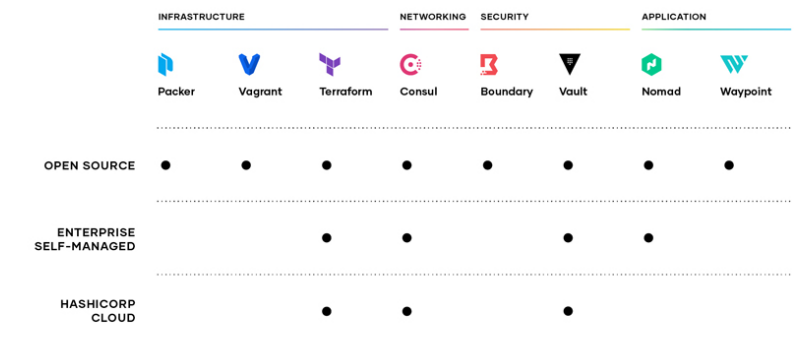 INFRASTRUCTURE NETWORKING SECURITY APPLICATION
Packer Vagrant Terraform Consul Boundary Vault Nomad Waypoint
OPEN SOURCE
ENTERPRISE
SELF-MANAGED
HASHICORP
CLOUD